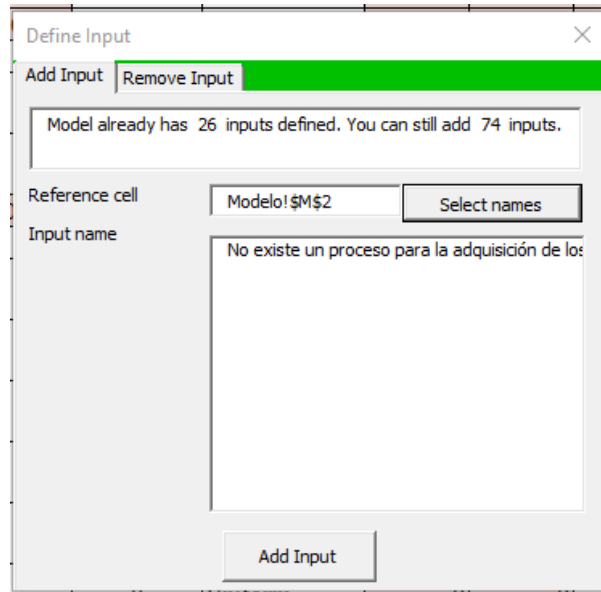 Define Input
Add Input Remove Input
Model already has 26 inputs defined. You can still add 74 inputs.
Reference cell Modelo!$M$2 Select names
Input name
No existe un proceso para la adquisición de los
Add Input